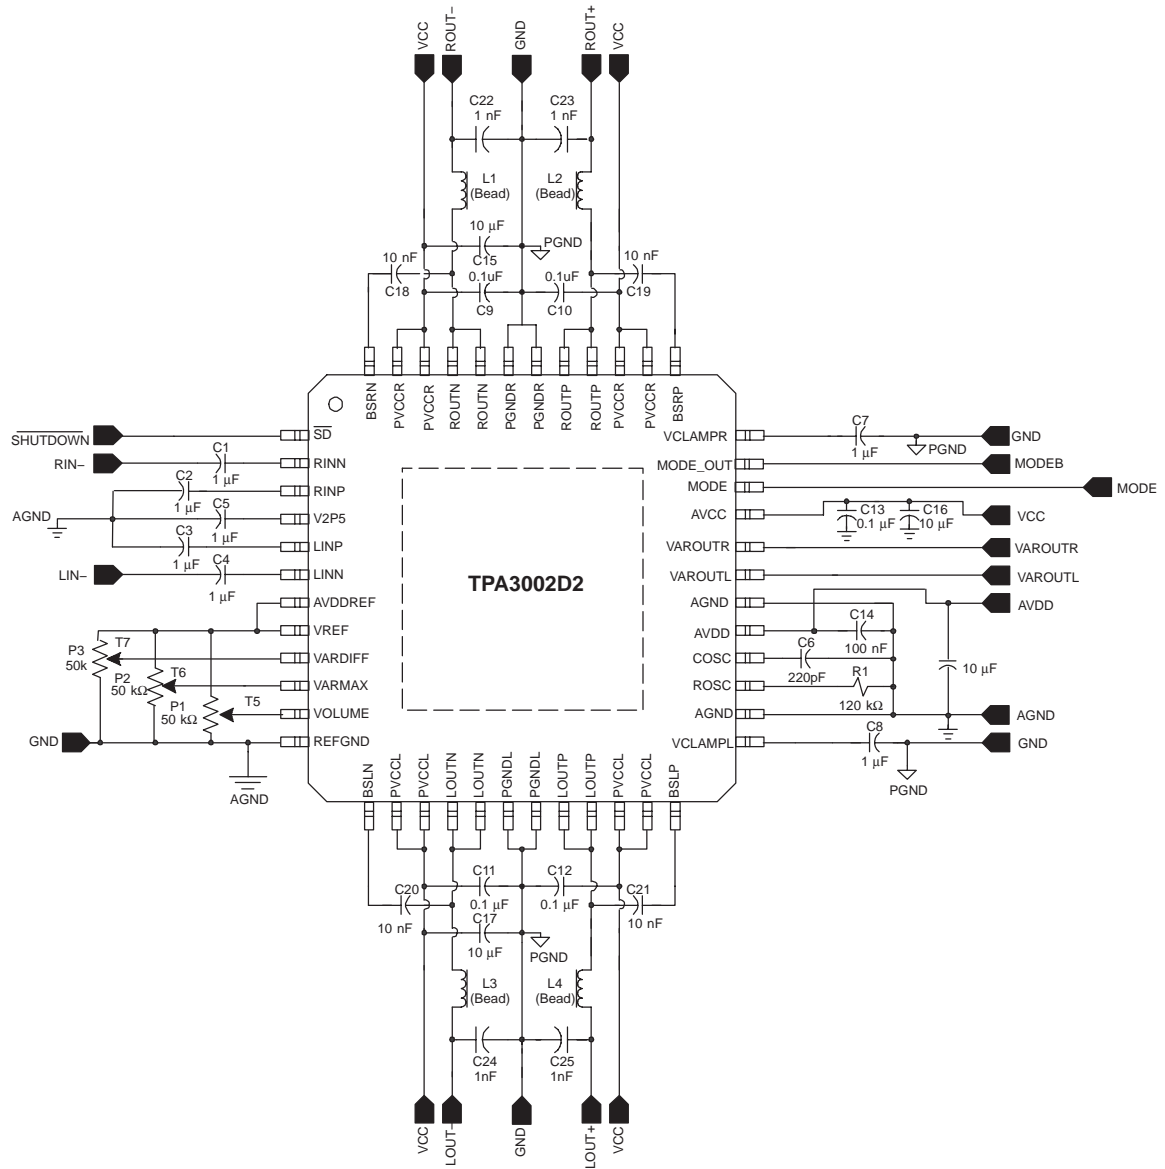 VCC
ROUT−
GND
ROUT+
VCC
C22
1 nF
C23
1 nF
L1
(Bead)
L2
(Bead)
10 µF
C15
PGND
10 nF
C18
0.1uF
C9
0.1uF
C10
10 nF
C19
BSRN
PVCCR
PVCCR
ROUTN
ROUTN
PGNDR
PGNDR
ROUTP
ROUTP
PVCCR
PVCCR
BSRP
SHUTDOWN
SD
RIN−
C1
1 µF
RINN
C2
1 µF
RINP
AGND
C5
1 µF
V2P5
C3
1 µF
LINP
LIN−
C4
1 µF
LINN
AVDDREF
VREF
P3
50k
T7
VARDIFF
P2
50 kΩ
T6
VARMAX
P1
50 kΩ
T5
VOLUME
GND
REFGND
AGND
TPA3002D2
VCLAMPR
C7
1 µF
PGND
GND
MODE_OUT
MODEB
MODE
MODE
AVCC
C13
0.1 µF
C16
10 µF
VCC
VAROUTR
VAROUTR
VAROUTL
VAROUTL
AGND
AVDD
AVDD
C14
100 nF
COSC
C6
220pF
10 µF
ROSC
R1
120 kΩ
AGND
AGND
VCLAMPL
C8
1 µF
PGND
GND
BSLN
PVCCL
PVCCL
LOUTN
LOUTN
PGNDL
PGNDL
LOUTP
LOUTP
PVCCL
PVCCL
BSLP
C20
10 nF
C11
0.1 µF
C12
0.1 µF
C21
10 nF
C17
10 µF
PGND
L3
(Bead)
L4
(Bead)
C24
1nF
C25
1nF
VCC
LOUT−
GND
LOUT+
VCC